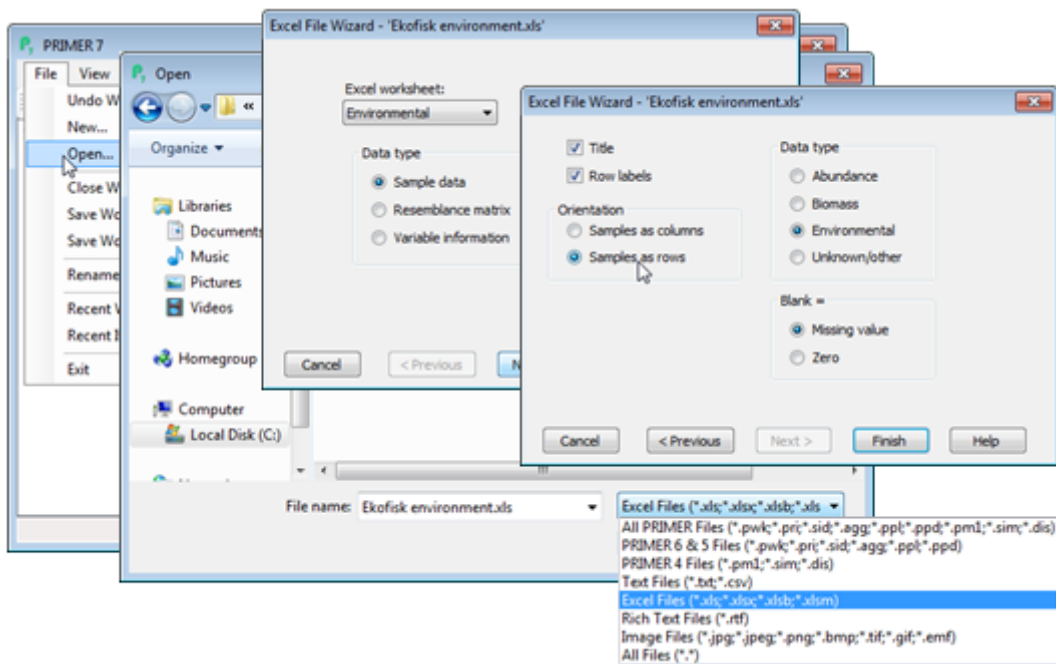 PRIMER 7
File View
Undo W
New...
Open...
Close W
Save Wo
Save Wo
Rename
Recent
Recent
Exit
Open
«
Organize
Libraries
Documents
Music
Pictures
Videos
Homegroup
Computer
Local Disk (C:)
File name: Ekofisk environment.xls
Excel Files (*.xls;*.xlsx;*.xlsb;*.xls
All PRIMER Files (*.pwk;*.pri;*.sid;*.agg;*.ppl;*.ppd;*.pm1;*.sim;*.dis)
PRIMER 6 & 5 Files (*.pwk;*.pri;*.sid;*.agg;*.ppl;*.ppd)
PRIMER 4 Files (*.pm1;*.sim;*.dis)
Text Files (*.txt;*.csv)
Excel Files (*.xls;*.xlsx;*.xlsb;*.xlsm)
Rich Text Files (*.rtf)
Image Files (*.jpg;*.jpeg;*.png;*.bmp;*.tif;*.gif;*.emf)
All Files (*.*)
Excel File Wizard - 'Ekofisk environment.xls'
Excel worksheet:
Environmental
Data type
Sample data
Resemblance matrix
Variable information
Cancel < Previous N
Excel File Wizard - 'Ekofisk environment.xls'
Title
Row labels
Orientation
Samples as columns
Samples as rows
Data type
Abundance
Biomass
Environmental
Unknown/other
Blank =
Missing value
Zero
Cancel < Previous Next > Finish Help